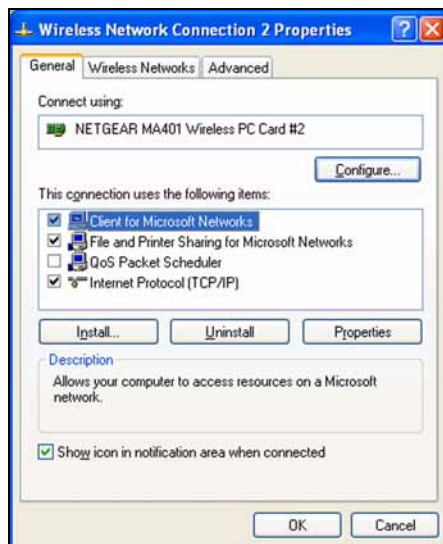 Wireless Network Connection 2 Properties
General Wireless Networks Advanced
Connect using:
NETGEAR MA401 Wireless PC Card #2
Configure...
This connection uses the following items:
Client for Microsoft Networks
File and Printer Sharing for Microsoft Networks
QoS Packet Scheduler
Internet Protocol (TCP/IP)
Install... Uninstall Properties
Description
Allows your computer to access resources on a Microsoft
network.
Show icon in notification area when connected
OK Cancel